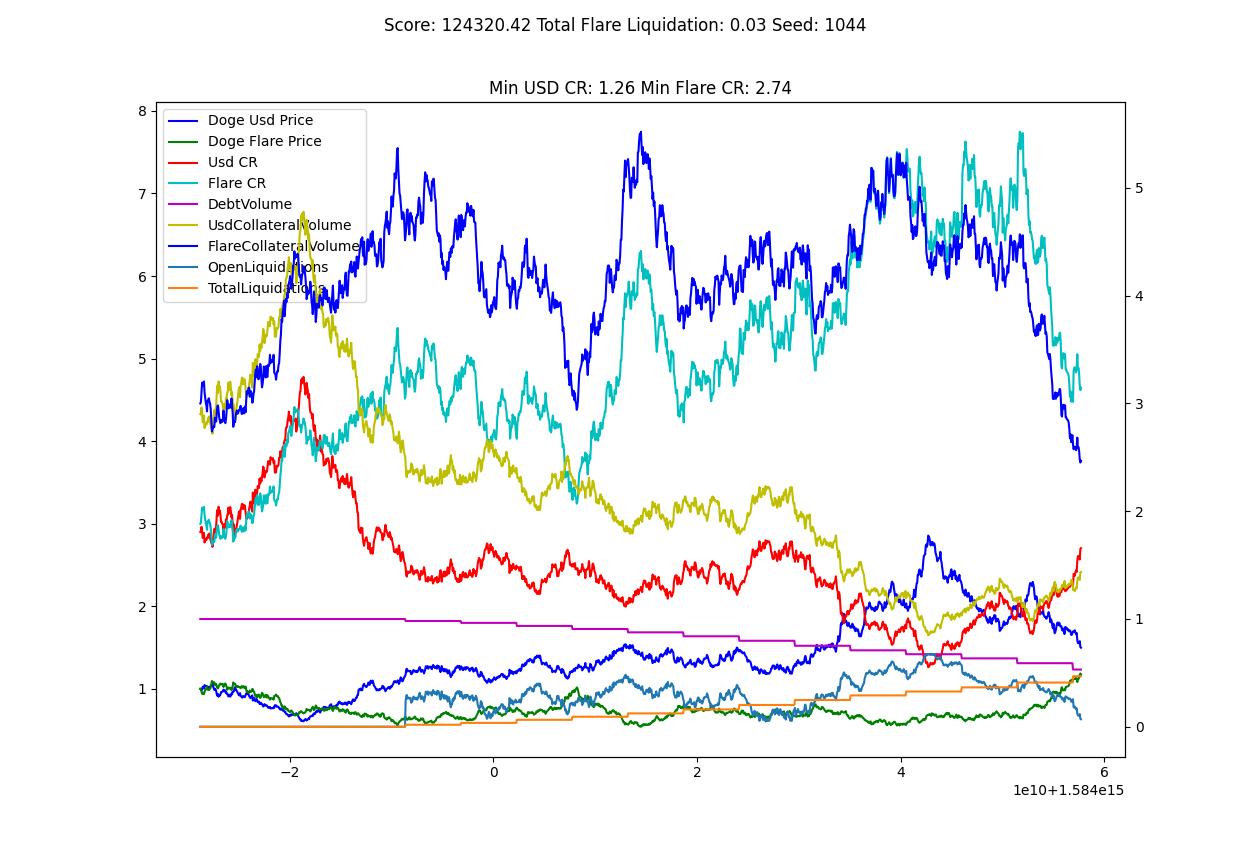 Score: 124320.42 Total Flare Liquidation: 0.03 Seed: 1044
Min USD CR: 1.26 Min Flare CR: 2.74
8
7
6
5
4
3
2
1
Doge Usd Price
Doge Flare Price
Usd CR
Flare CR
DebtVolume
UsdCollateralVolume
FlareCollateralVolume
OpenLiquidations
TotalLiquidations
5
4
3
2
1
0
−2
0
2
4
6
1e10+1.584e15